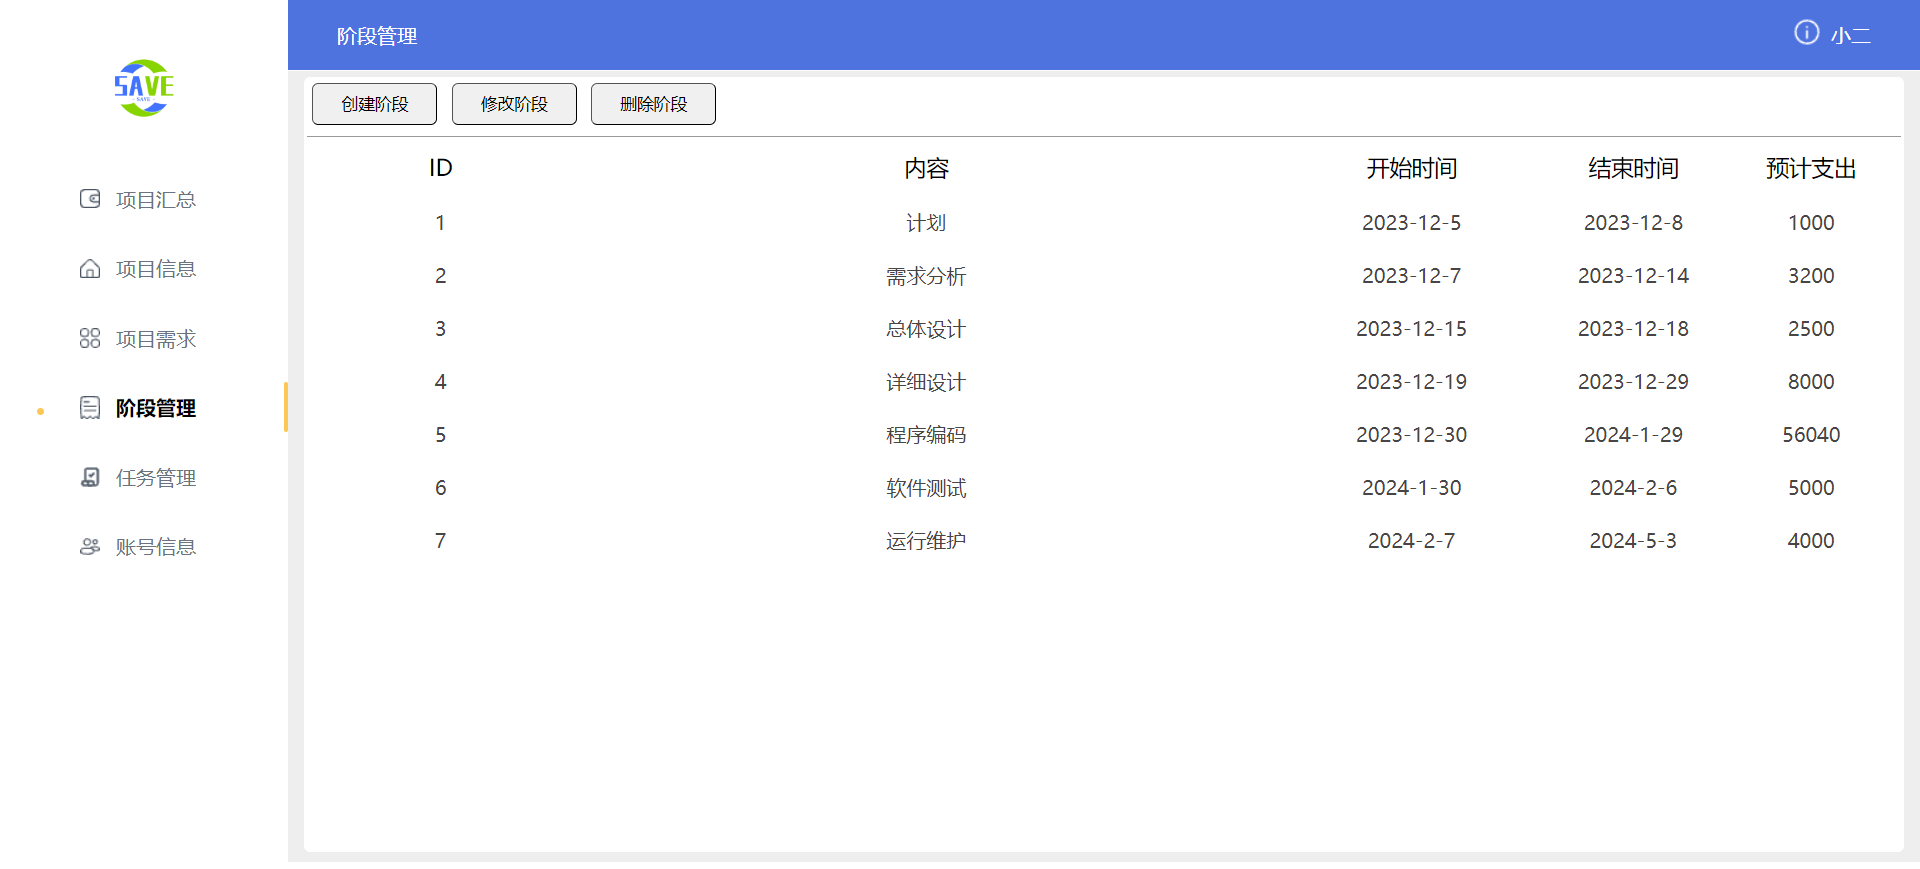 阶段管理
小二
SAVE
SAVE
创建阶段 修改阶段 删除阶段
项目汇总
项目信息
项目需求
阶段管理
任务管理
账号信息
ID 内容 开始时间 结束时间 预计支出
1 计划 2023-12-5 2023-12-8 1000
2 需求分析 2023-12-7 2023-12-14 3200
3 总体设计 2023-12-15 2023-12-18 2500
4 详细设计 2023-12-19 2023-12-29 8000
5 程序编码 2023-12-30 2024-1-29 56040
6 软件测试 2024-1-30 2024-2-6 5000
7 运行维护 2024-2-7 2024-5-3 4000